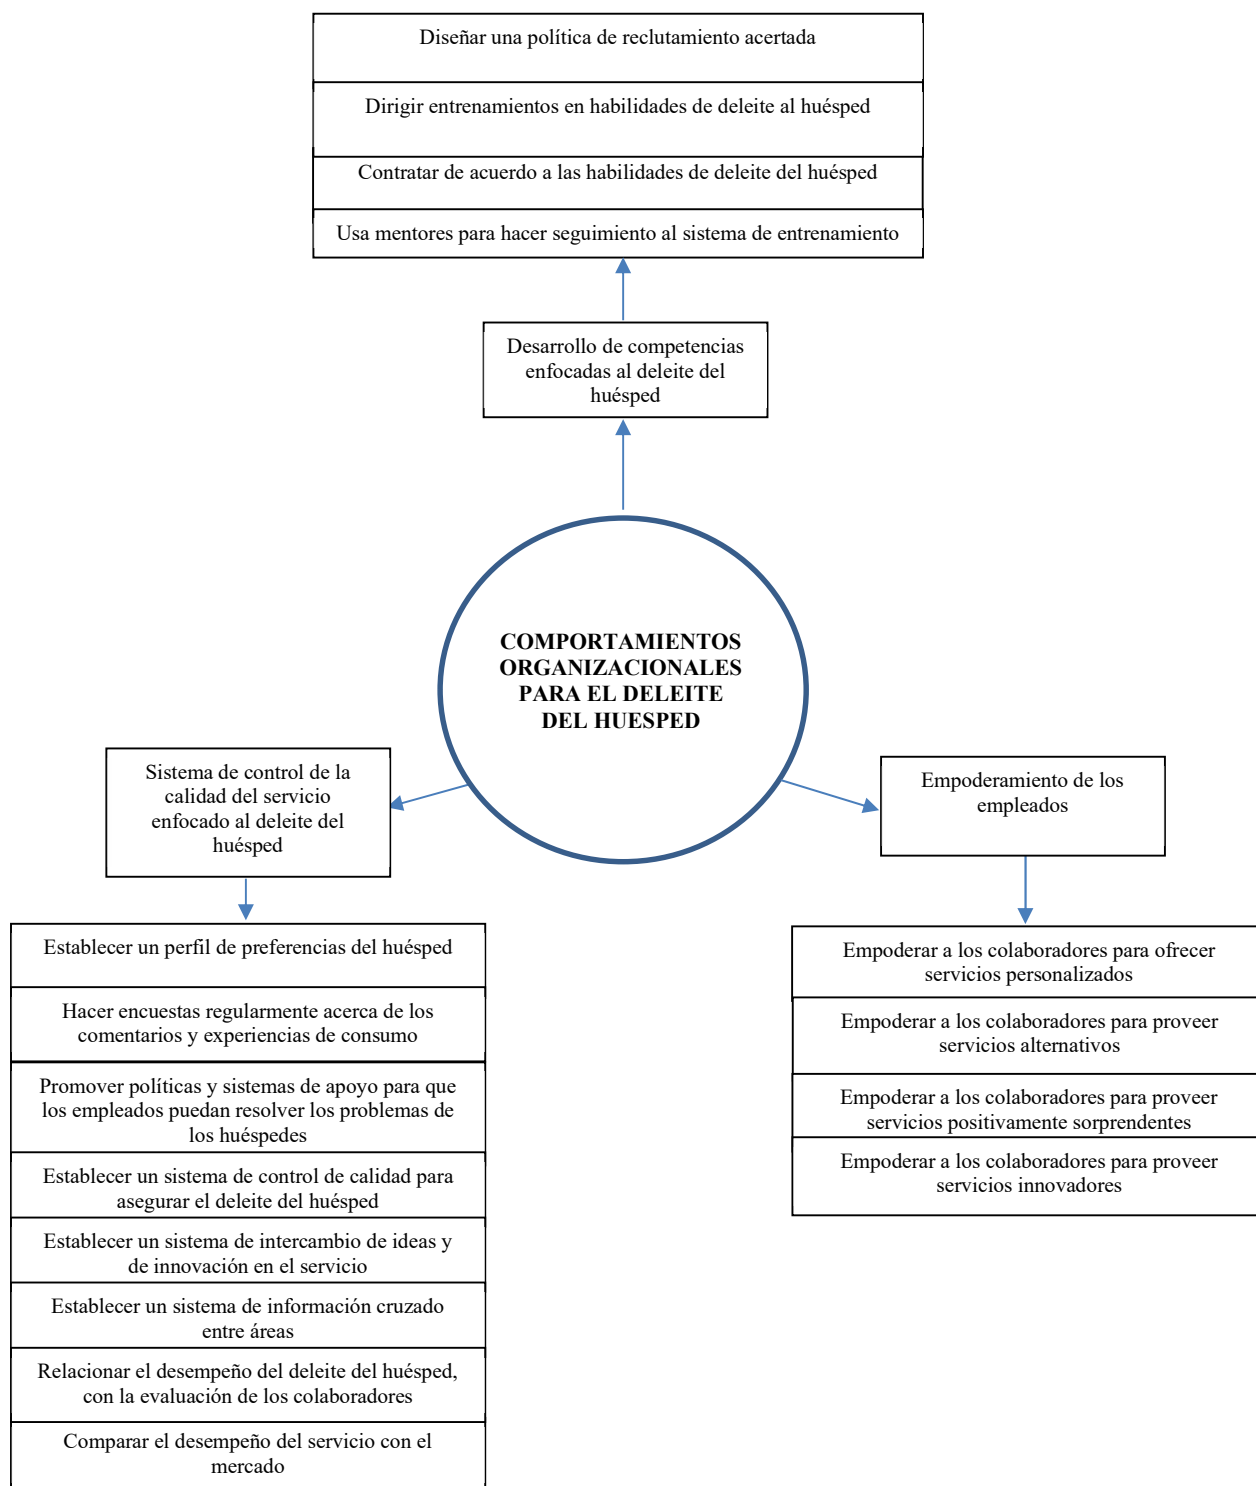 Diseñar una política de reclutamiento acertada
Dirigir entrenamientos en habilidades de deleite al huésped
Contratar de acuerdo a las habilidades de deleite del huésped
Usa mentores para hacer seguimiento al sistema de entrenamiento
Desarrollo de competencias
enfocadas al deleite del
huésped
COMPORTAMIENTOS
ORGANIZACIONALES
PARA EL DELEITE
DEL HUESPED
Sistema de control de la
calidad del servicio
enfocado al deleite del
huésped
Establecer un perfil de preferencias del huésped
Hacer encuestas regularmente acerca de los
comentarios y experiencias de consumo
Promover políticas y sistemas de apoyo para que
los empleados puedan resolver los problemas de
los huéspedes
Establecer un sistema de control de calidad para
asegurar el deleite del huésped
Establecer un sistema de intercambio de ideas y
de innovación en el servicio
Establecer un sistema de información cruzado
entre áreas
Relacionar el desempeño del deleite del huésped,
con la evaluación de los colaboradores
Comparar el desempeño del servicio con el
mercado
Empoderamiento de los
empleados
Empoderar a los colaboradores para ofrecer
servicios personalizados
Empoderar a los colaboradores para proveer
servicios alternativos
Empoderar a los colaboradores para proveer
servicios positivamente sorprendentes
Empoderar a los colaboradores para proveer
servicios innovadores